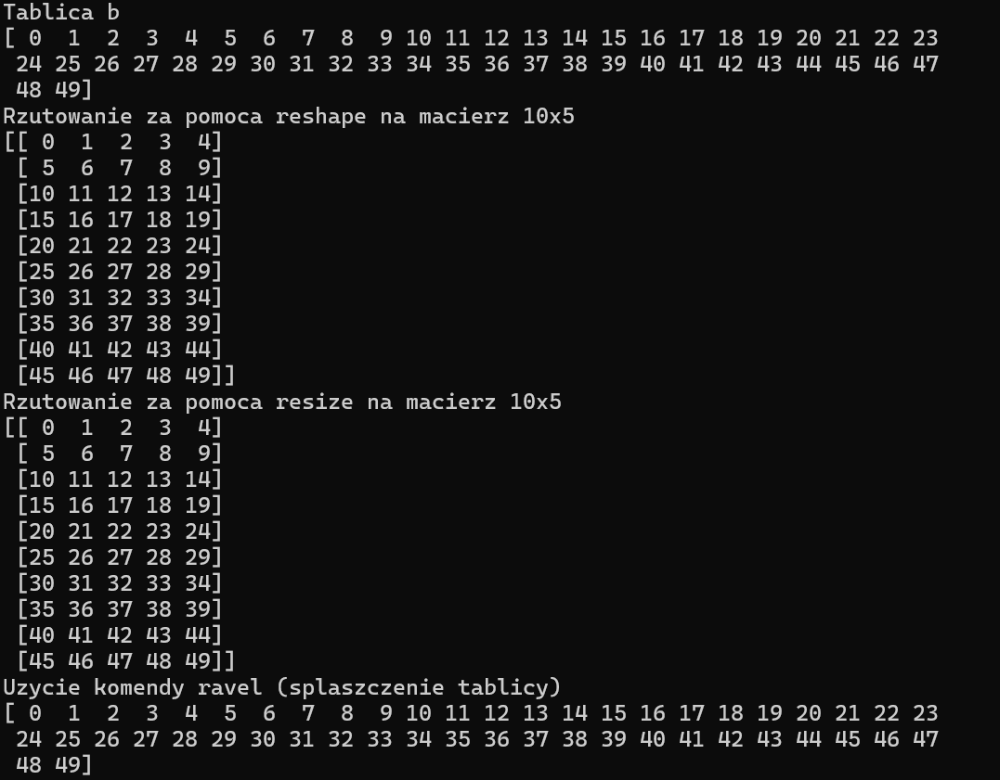 Tablica b
[ 0  1  2  3  4  5  6  7  8  9 10 11 12 13 14 15 16 17 18 19 20 21 22 23
 24 25 26 27 28 29 30 31 32 33 34 35 36 37 38 39 40 41 42 43 44 45 46 47
 48 49]
Rzutowanie za pomoca reshape na macierz 10x5
[[ 0  1  2  3  4]
 [ 5  6  7  8  9]
 [10 11 12 13 14]
 [15 16 17 18 19]
 [20 21 22 23 24]
 [25 26 27 28 29]
 [30 31 32 33 34]
 [35 36 37 38 39]
 [40 41 42 43 44]
 [45 46 47 48 49]]
Rzutowanie za pomoca resize na macierz 10x5
[[ 0  1  2  3  4]
 [ 5  6  7  8  9]
 [10 11 12 13 14]
 [15 16 17 18 19]
 [20 21 22 23 24]
 [25 26 27 28 29]
 [30 31 32 33 34]
 [35 36 37 38 39]
 [40 41 42 43 44]
 [45 46 47 48 49]]
Uzycie komendy ravel (splaszczenie tablicy)
[ 0  1  2  3  4  5  6  7  8  9 10 11 12 13 14 15 16 17 18 19 20 21 22 23
 24 25 26 27 28 29 30 31 32 33 34 35 36 37 38 39 40 41 42 43 44 45 46 47
 48 49]